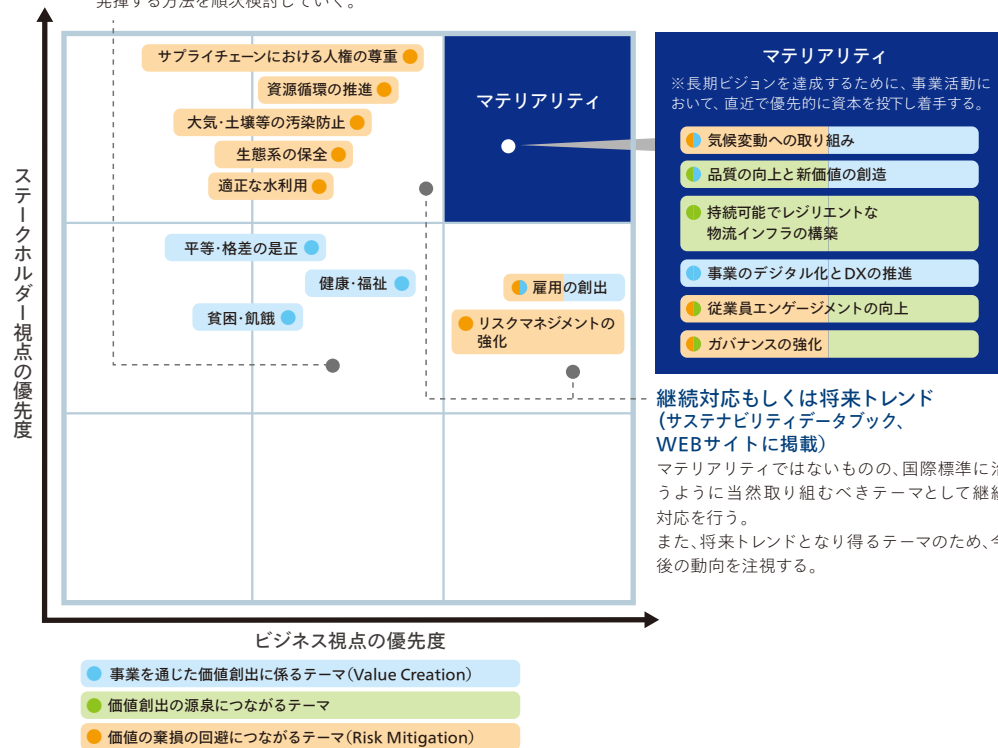 発揮する方法を順次検討していく。
ステークホルダー視点の優先度
サプライチェーンにおける人権の尊重
資源循環の推進
大気・土壌等の汚染防止
生態系の保全
適正な水利用
マテリアリティ
平等・格差の是正
健康・福祉
貧困・飢餓
雇用の創出
リスクマネジメントの
強化
マテリアリティ
※長期ビジョンを達成するために、事業活動に
おいて、直近で優先的に資本を投下し着手する。
気候変動への取り組み
品質の向上と新価値の創造
持続可能でレジリエントな
物流インフラの構築
事業のデジタル化とDXの推進
従業員エンゲージメントの向上
ガバナンスの強化
継続対応もしくは将来トレンド
(サステナビリティデータブック、
WEBサイトに掲載)
マテリアリティではないものの、国際標準に沿
うように当然取り組むべきテーマとして継続
対応を行う。
また、将来トレンドとなり得るテーマのため、今
後の動向を注視する。
ビジネス視点の優先度
事業を通じた価値創出に係るテーマ(Value Creation)
価値創出の源泉につながるテーマ
価値の棄損の回避につながるテーマ(Risk Mitigation)